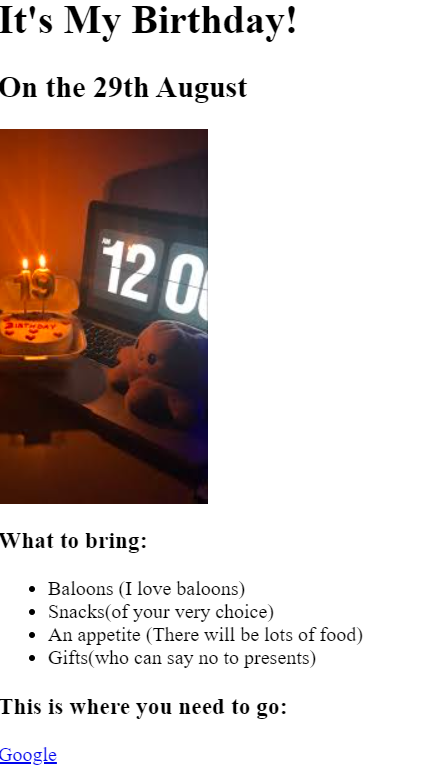 It's My Birthday!
On the 29th August
12 00
19
BIRTHDAY
What to bring:
Baloons (I love baloons)
Snacks(of your very choice)
An appetite (There will be lots of food)
Gifts(who can say no to presents)
This is where you need to go:
Google